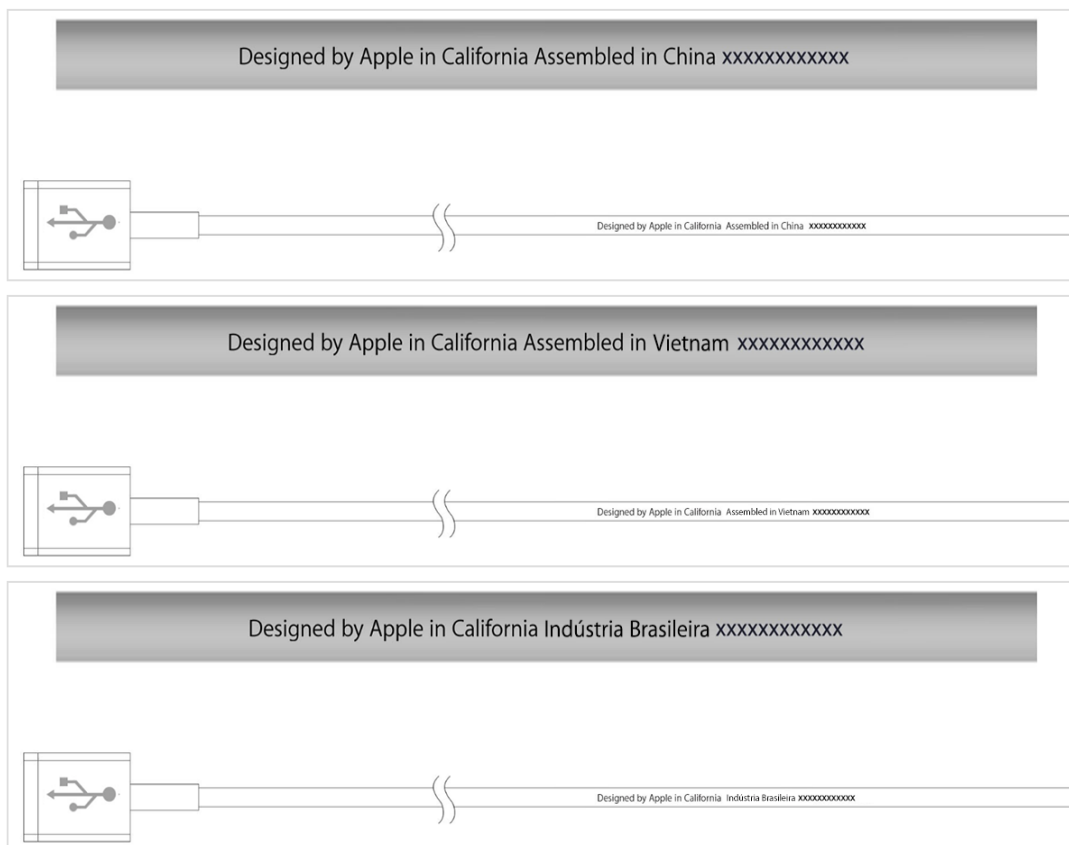 Designed by Apple in California Assembled in China xxxxxxxxxxxx
Designed by Apple in California Assembled in China xxxxxxxxxxxx
Designed by Apple in California Assembled in Vietnam xxxxxxxxxxxx
Designed by Apple in California Assembled in Vietnam xxxxxxxxxxxx
Designed by Apple in California Indústria Brasileira xxxxxxxxxxxx
Designed by Apple in California Indústria Brasileira xxxxxxxxxxxx